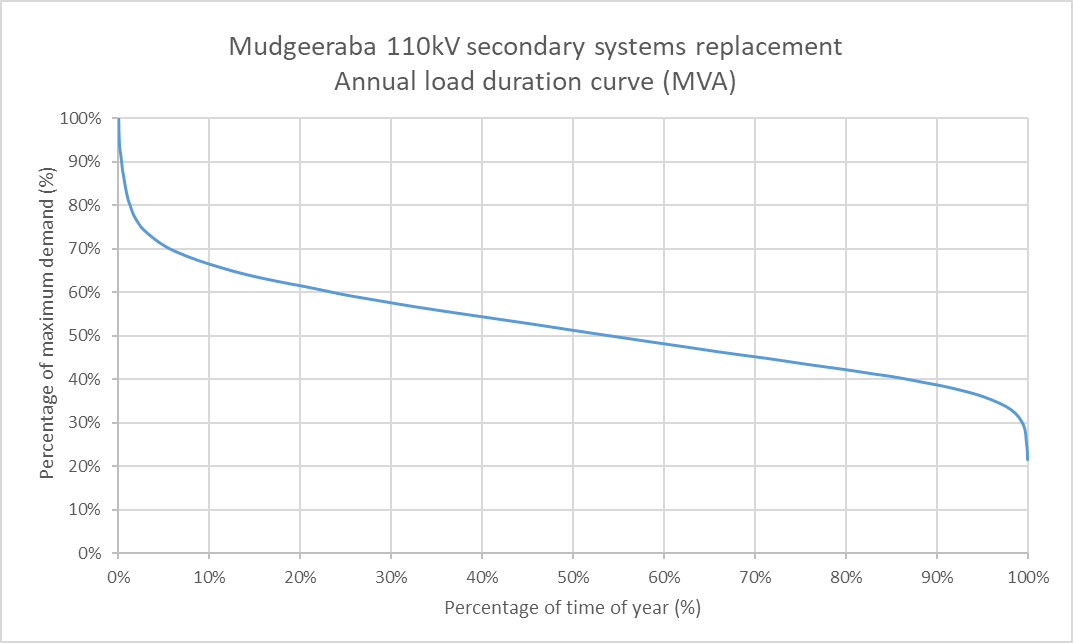 Mudgeeraba 110kV secondary systems replacement
Annual load duration curve (MVA)
Percentage of maximum demand (%)
100%
90%
80%
70%
60%
50%
40%
30%
20%
10%
0%
0% 10% 20% 30% 40% 50% 60% 70% 80% 90% 100%
Percentage of time of year (%)